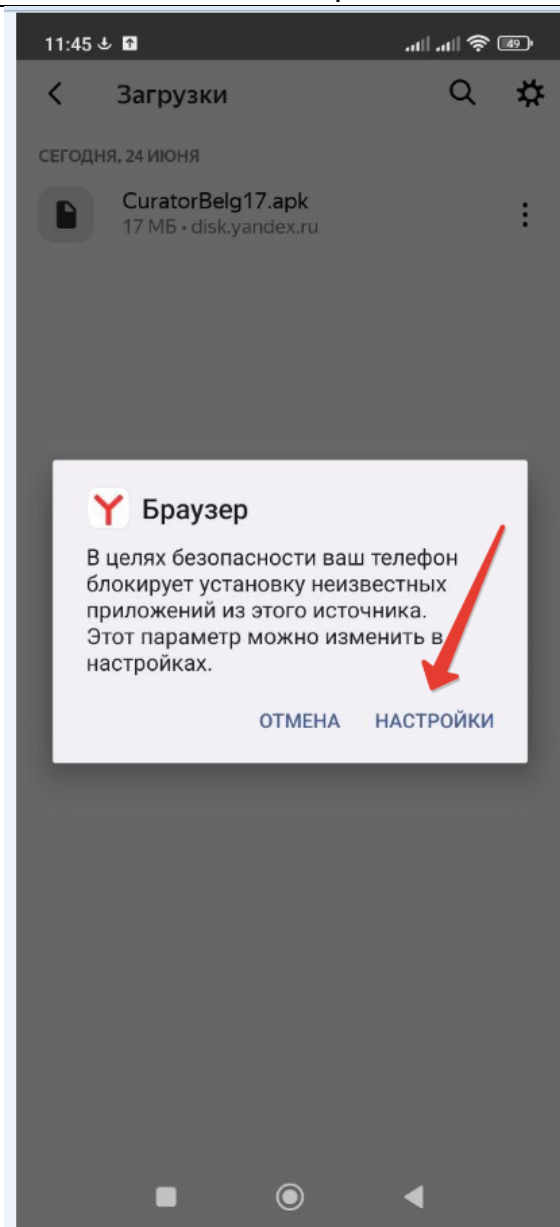 11:45
49
Загрузки
СЕГОДНЯ, 24 ИЮНЯ
CuratorBelg17.apk
17 МБ • disk.yandex.ru
Браузер
В целях безопасности ваш телефон
блокирует установку неизвестных
приложений из этого источника.
Этот параметр можно изменить в
настройках.
ОТМЕНА НАСТРОЙКИ